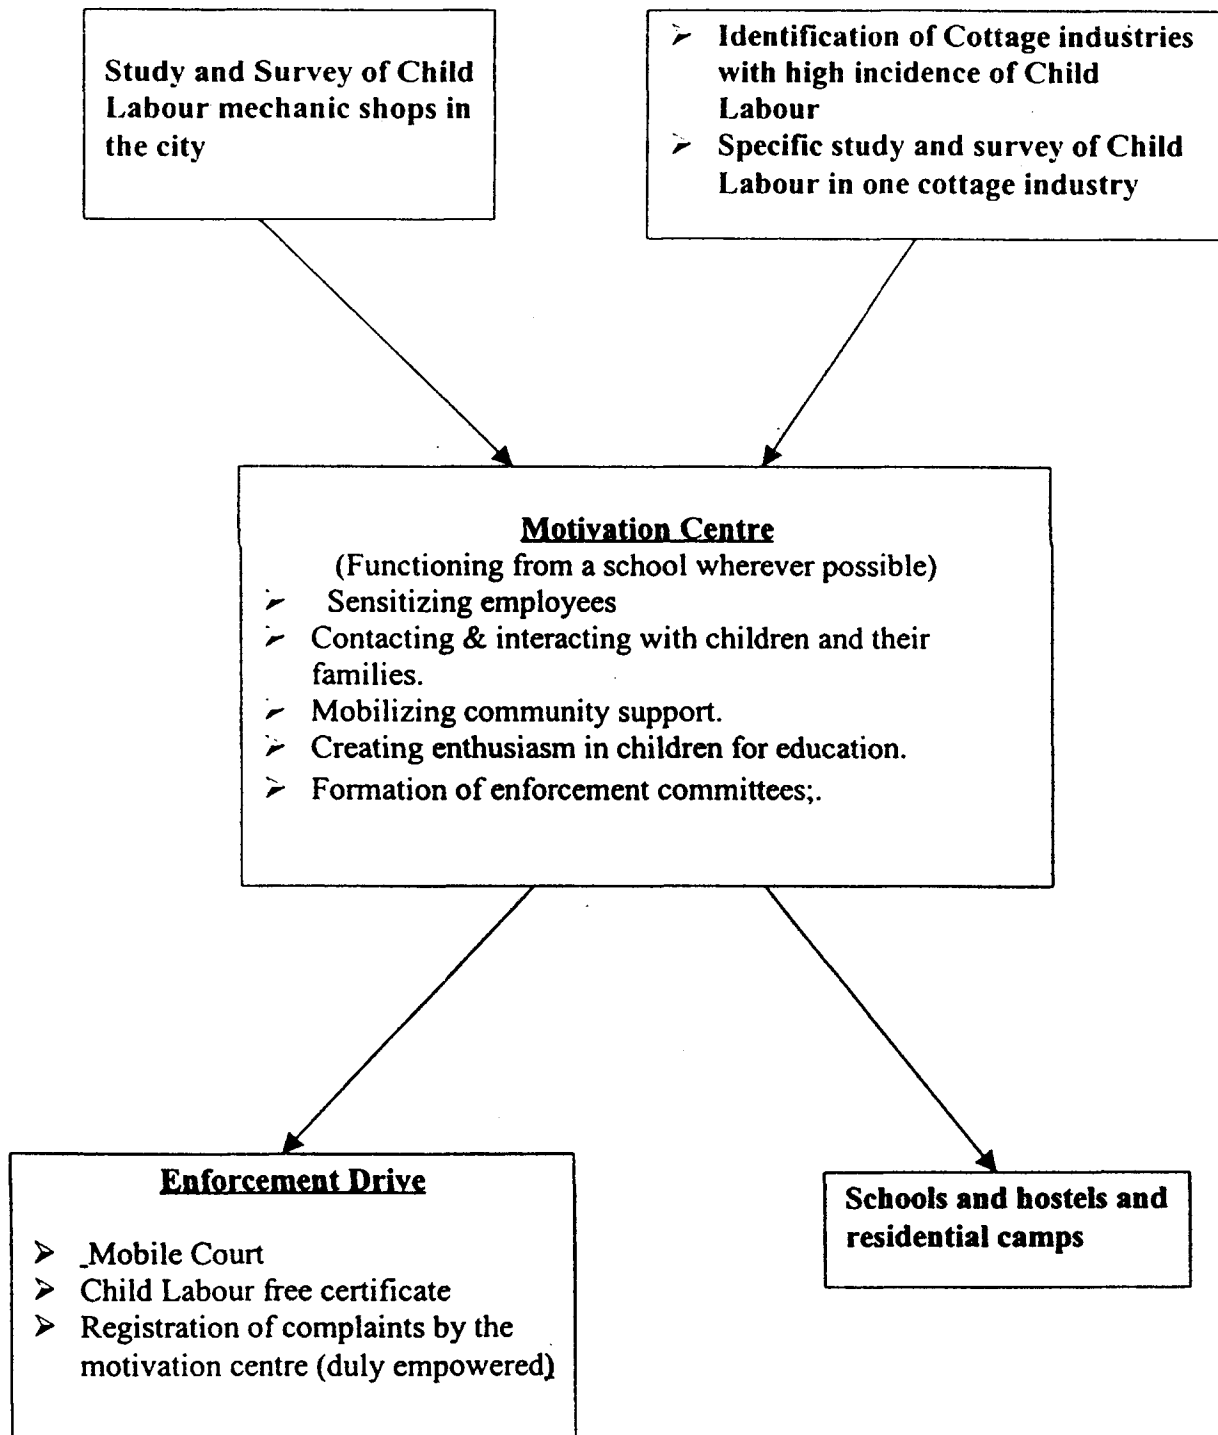 Study and Survey of Child
Labour mechanic shops in
the city
➢ Identification of Cottage industries
with high incidence of Child
Labour
➢ Specific study and survey of Child
Labour in one cottage industry
Motivation Centre
(Functioning from a school wherever possible)
➢ Sensitizing employees
➢ Contacting & interacting with children and their
families.
➢ Mobilizing community support.
➢ Creating enthusiasm in children for education.
➢ Formation of enforcement committees;.
Enforcement Drive
➢ Mobile Court
➢ Child Labour free certificate
➢ Registration of complaints by the
motivation centre (duly empowered)
Schools and hostels and
residential camps